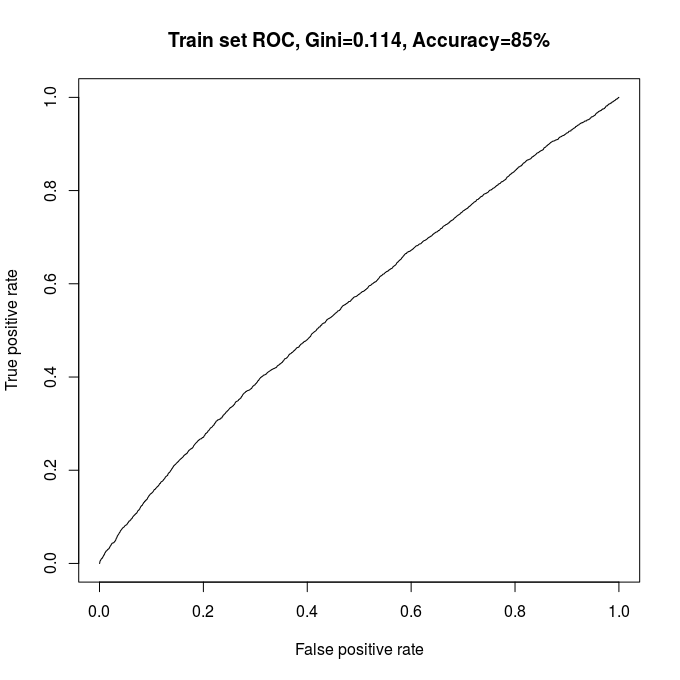 Train set ROC, Gini=0.114, Accuracy=85%
True positive rate
1.0
0.8
0.6
0.4
0.2
0.0
0.0 0.2 0.4 0.6 0.8 1.0
False positive rate